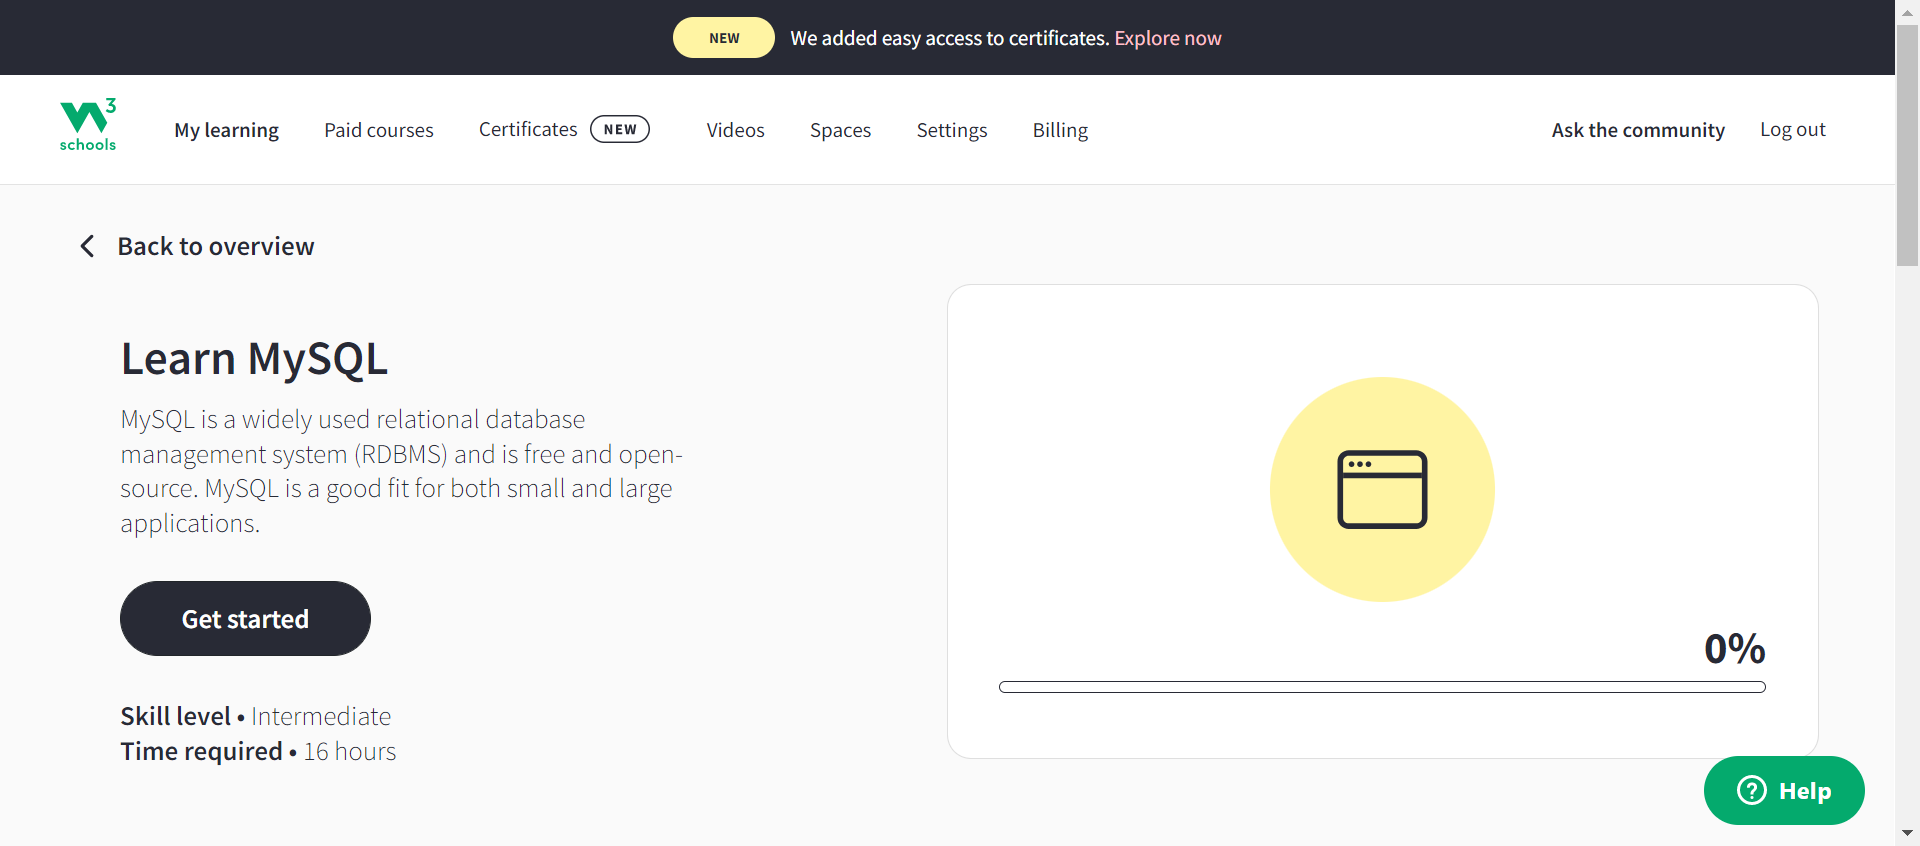 NEW We added easy access to certificates. Explore now
3
schools
My learning Paid courses Certificates NEW Videos Spaces Settings Billing Ask the community Log out
Back to overview
Learn MySQL
MySQL is a widely used relational database
management system (RDBMS) and is free and open-
source. MySQL is a good fit for both small and large
applications.
Get started
0%
Skill level • Intermediate
Time required • 16 hours
Help